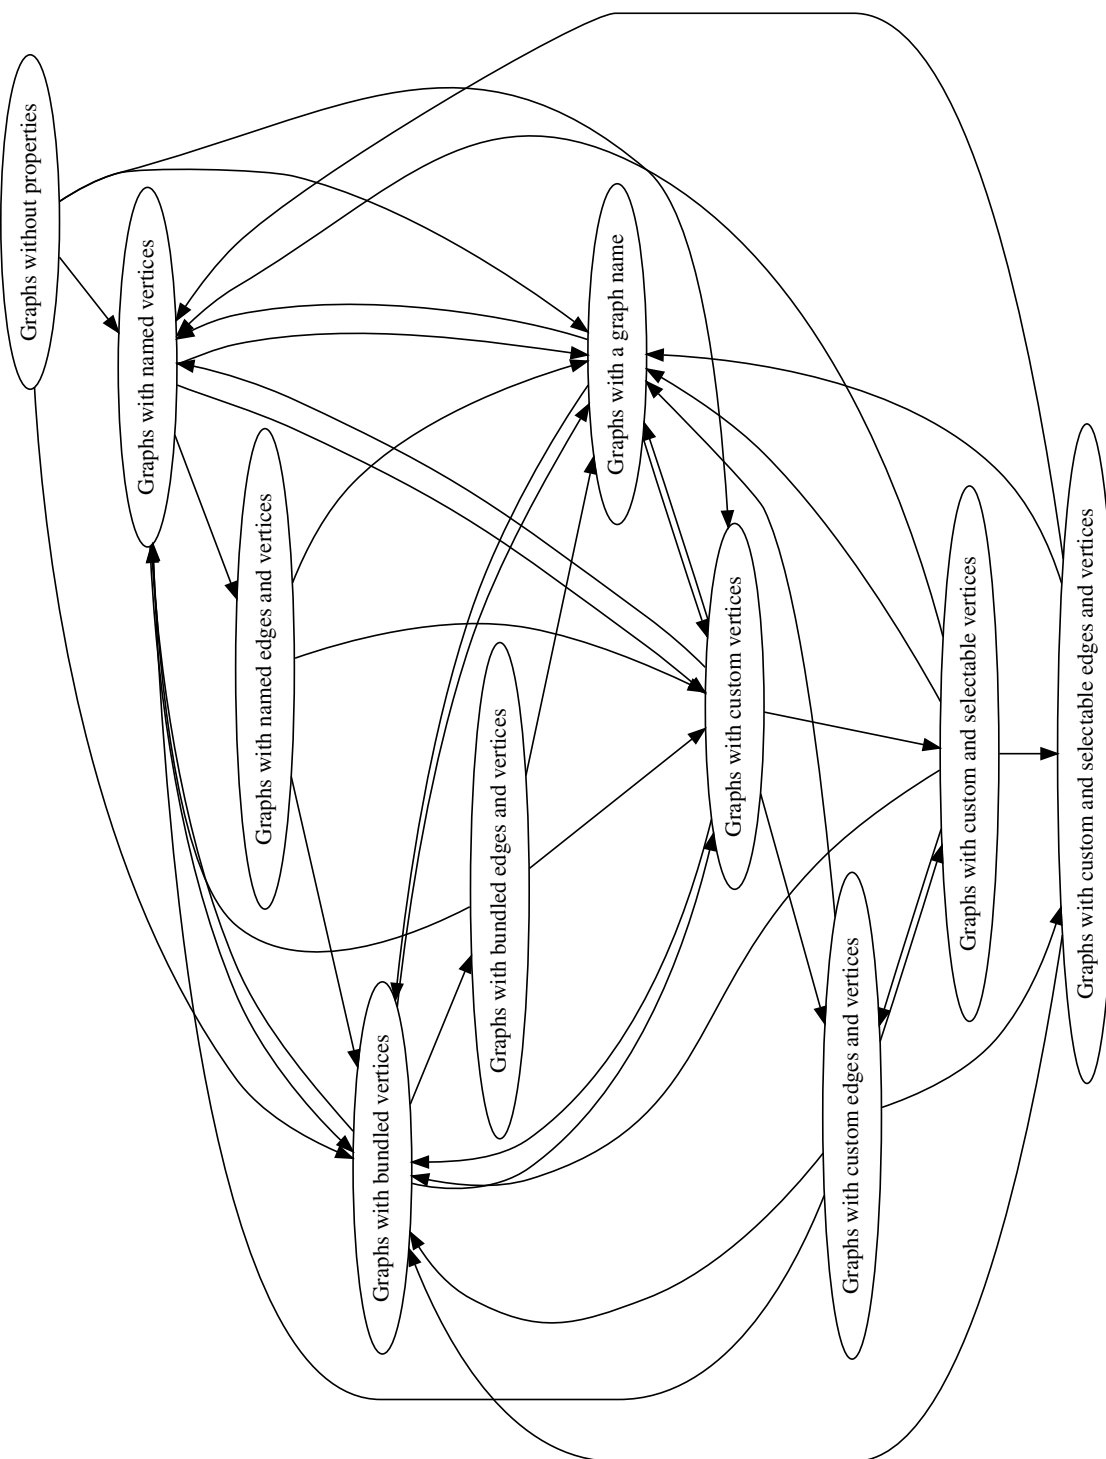 Graphs without properties
Graphs with named vertices
Graphs with named edges and vertices
Graphs with bundled vertices
Graphs with bundled edges and vertices
Graphs with a graph name
Graphs with custom vertices
Graphs with custom edges and vertices
Graphs with custom and selectable vertices
Graphs with custom and selectable edges and vertices